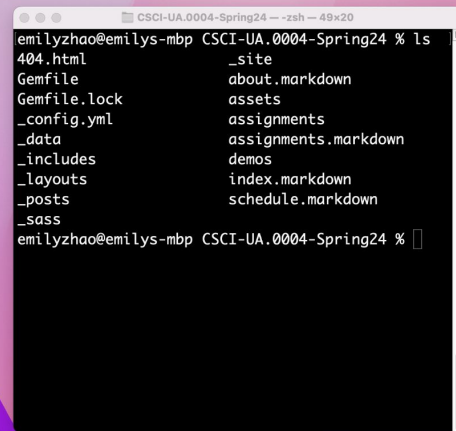 CSCI-UA.0004-Spring24 — -zsh — 49×20
[emilyzhao@emilys-mbp CSCI-UA.0004-Spring24 % ls ]
404.html _site
Gemfile about.markdown
Gemfile.lock assets
_config.yml assignments
_data assignments.markdown
_includes demos
_layouts index.markdown
_posts schedule.markdown
_sass
emilyzhao@emilys-mbp CSCI-UA.0004-Spring24 %